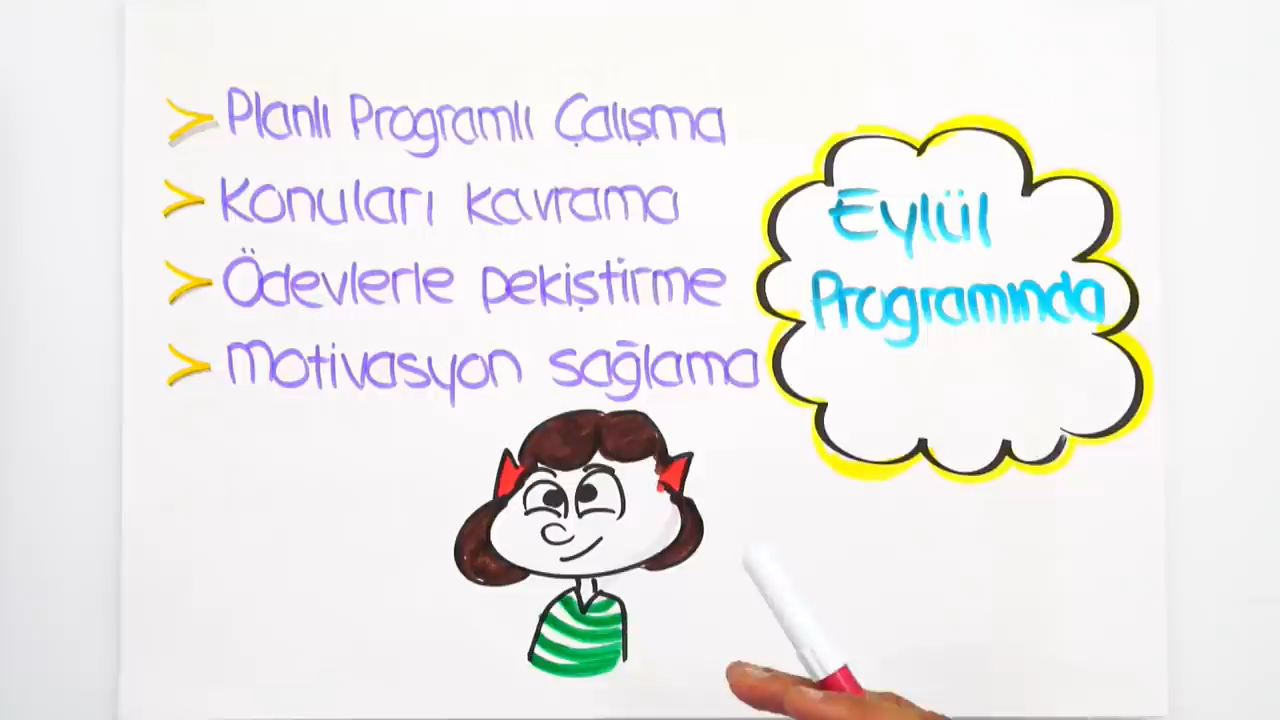 Planlı Programlı Çalışma
Konuları kavrama
Ödevlerle pekiştirme
Motivasyon sağlama
Eylül
Programında